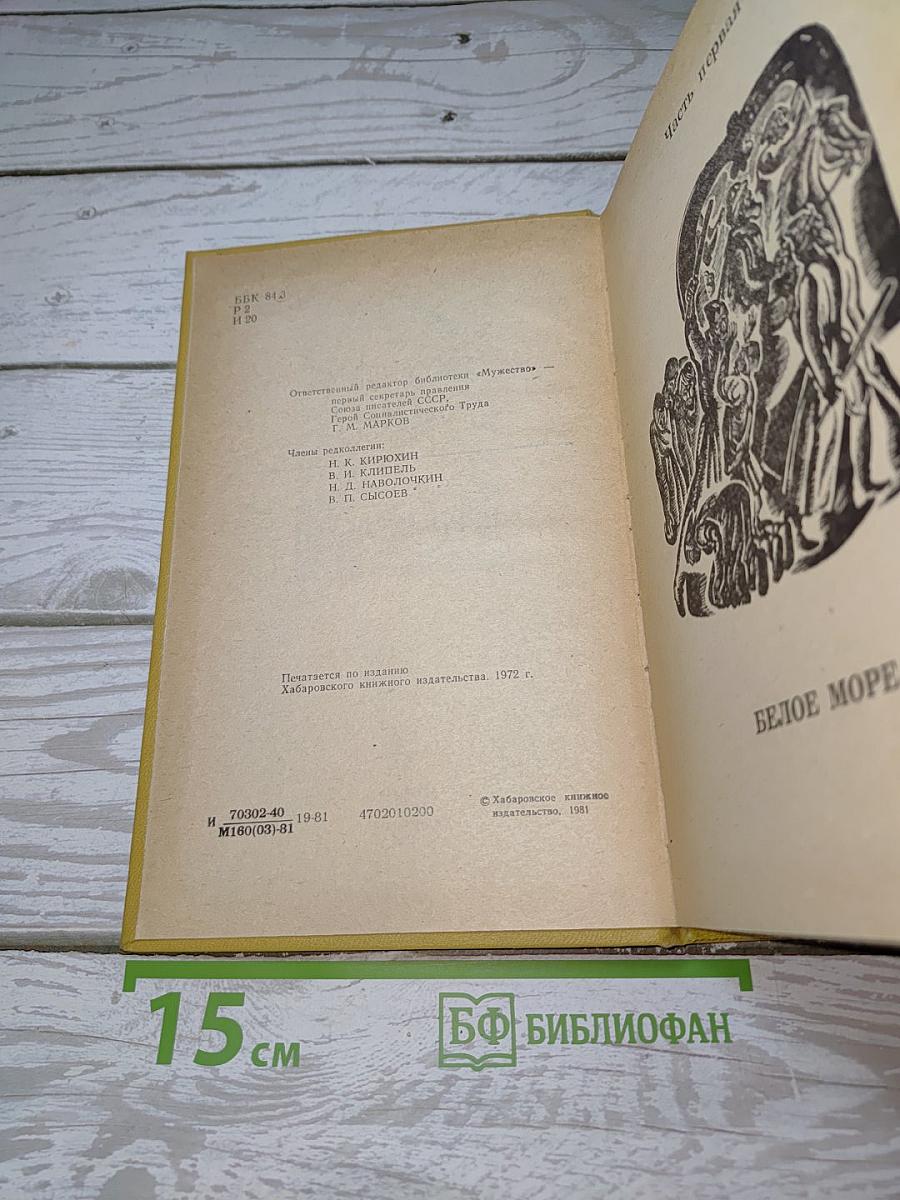 ББК 84.3
Р 2
И 20
Ответственный редактор библиотеки «Мужество» —
первый секретарь правления
Союза писателей СССР,
Герой Социалистического Труда
Г. М. МАРКОВ
Члены редколлегии:
Н. К. КИРЮХИН
В. И. КЛИПЕЛЬ
Н. Д. НАВОЛОЧКИН
В. П. СЫСОЕВ
Печатается по изданию
Хабаровского книжного издательства. 1972 г.
И 70302-40 19-81 4702010200
М160(03)-81
© Хабаровское книжное
издательство, 1981
Часть первая
БЕЛОЕ МОРЕ
15 см
БФ БИБЛИОФАН